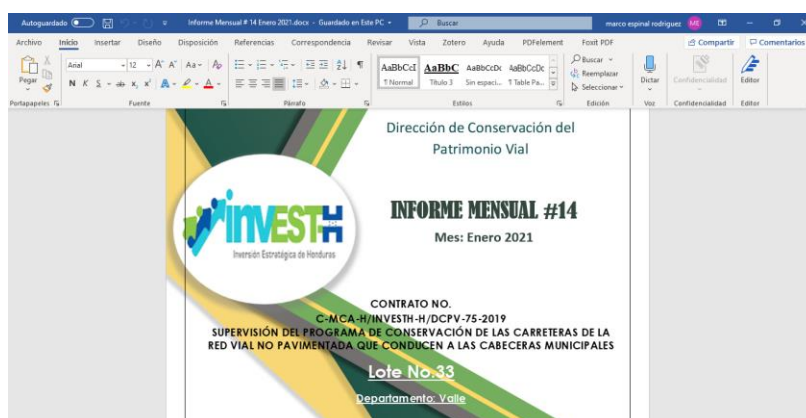 Autoguardado
Informe Mensual # 14 Enero 2021.docx - Guardado en Este PC
Buscar
marco espinal rodriguez
ME
Archivo Inicio Insertar Diseño Disposición Referencias Correspondencia Revisar Vista Zotero Ayuda PDFelement Foxit PDF
Compartir
Comentarios
Pegar
Arial
12
N K S
AaBbCcI AaBbC AaBbCcDc AaBbCcDc
¶ Normal Título 3 Sin espaci... ¶ Table Pa...
Buscar
Reemplazar
Seleccionar
Dictar
Confidencialidad
Editor
Portapapeles Fuente Párrafo Estilos Edición Voz Confidencialidad Editor
Dirección de Conservación del
Patrimonio Vial
INVEST-H
Inversión Estratégica de Honduras
INFORME MENSUAL #14
Mes: Enero 2021
CONTRATO NO.
C-MCA-H/INVESTH-H/DCPV-75-2019
SUPERVISIÓN DEL PROGRAMA DE CONSERVACIÓN DE LAS CARRETERAS DE LA
RED VIAL NO PAVIMENTADA QUE CONDUCEN A LAS CABECERAS MUNICIPALES
Lote No.33
Departamento: Valle